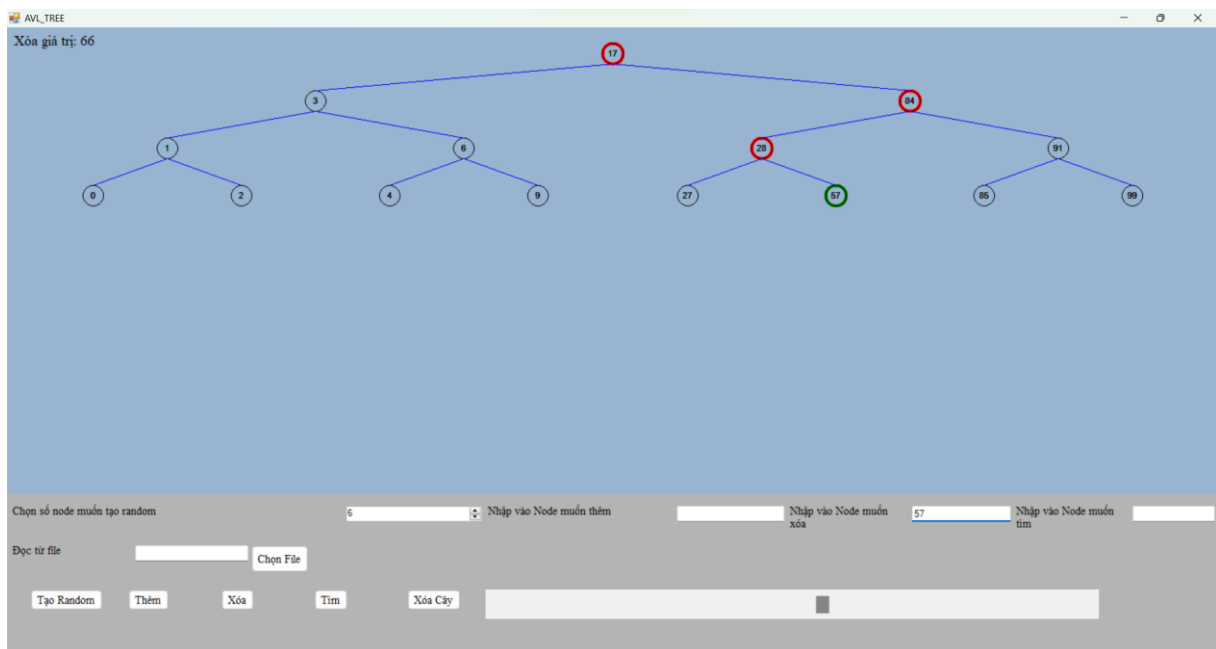 AVL_TREE
Xóa giá trị: 66
17
3
84
1
6
28
91
0
2
4
9
27
57
85
99
Chọn số node muốn tạo random
6
Nhập vào Node muốn thêm
Nhập vào Node muốn
xóa
57
Nhập vào Node muốn
tìm
Đọc từ file
Chọn File
Tạo Random
Thêm
Xóa
Tìm
Xóa Cây